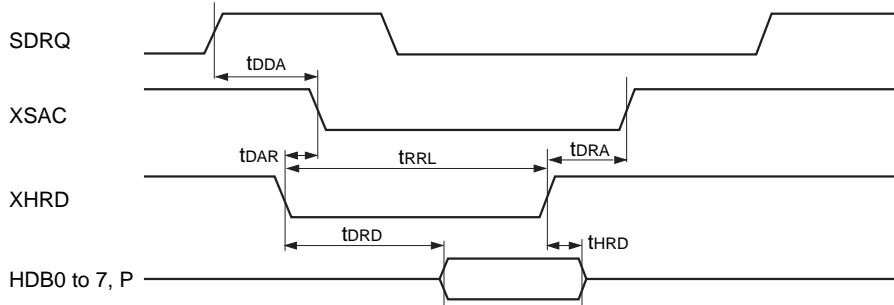 SDRQ
tDDA
XSAC
tDAR
tRRL
tDRA
XHRD
tDRD
tHRD
HDB0 to 7, P